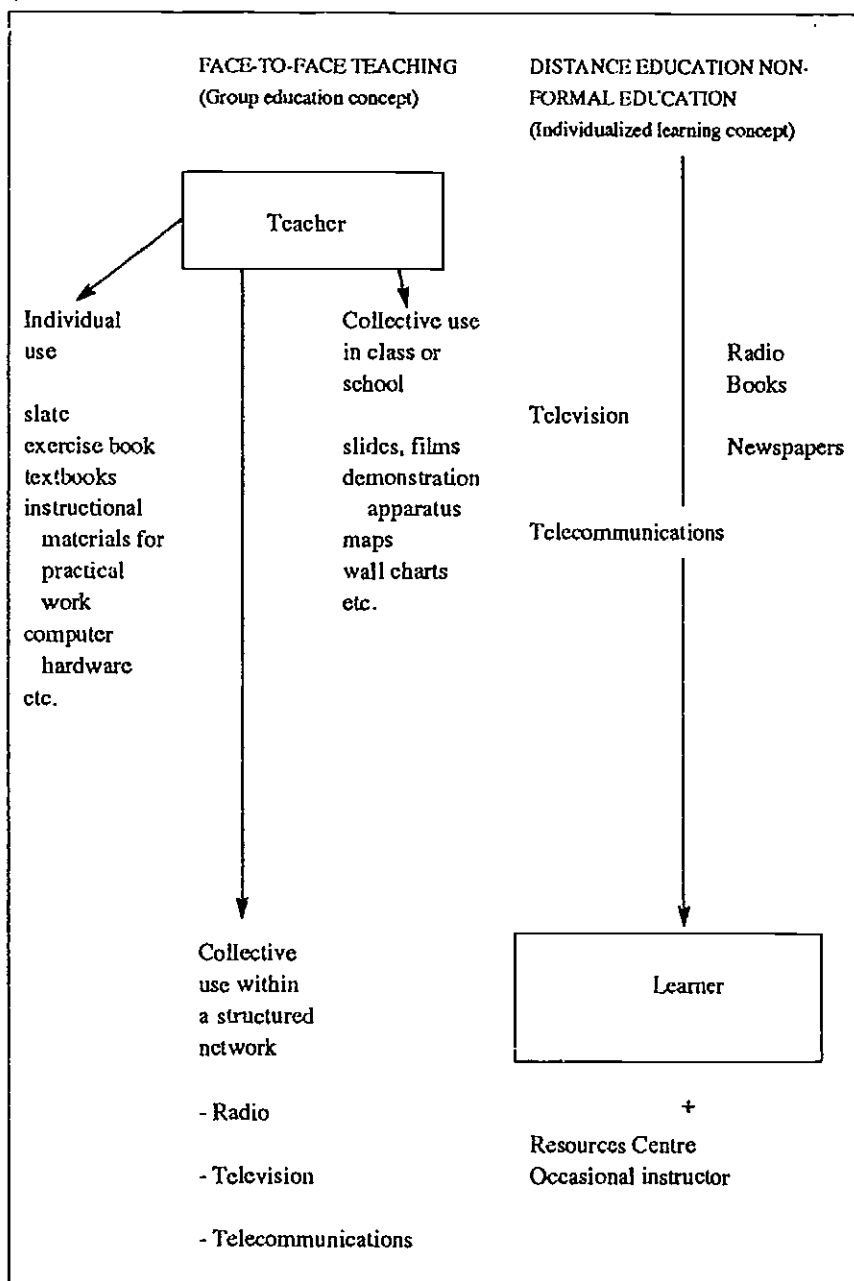 FACE-TO-FACE TEACHING
(Group education concept)
DISTANCE EDUCATION NON-
FORMAL EDUCATION
(Individualized learning concept)
Teacher
Individual
use
slate
exercise book
textbooks
instructional
materials for
practical
work
computer
hardware
etc.
Collective use
in class or
school
slides, films
demonstration
apparatus
maps
wall charts
etc.
Radio
Books
Television
Newspapers
Telecommunications
Collective
use within
a structured
network
- Radio
- Television
- Telecommunications
Learner
+
Resources Centre
Occasional instructor